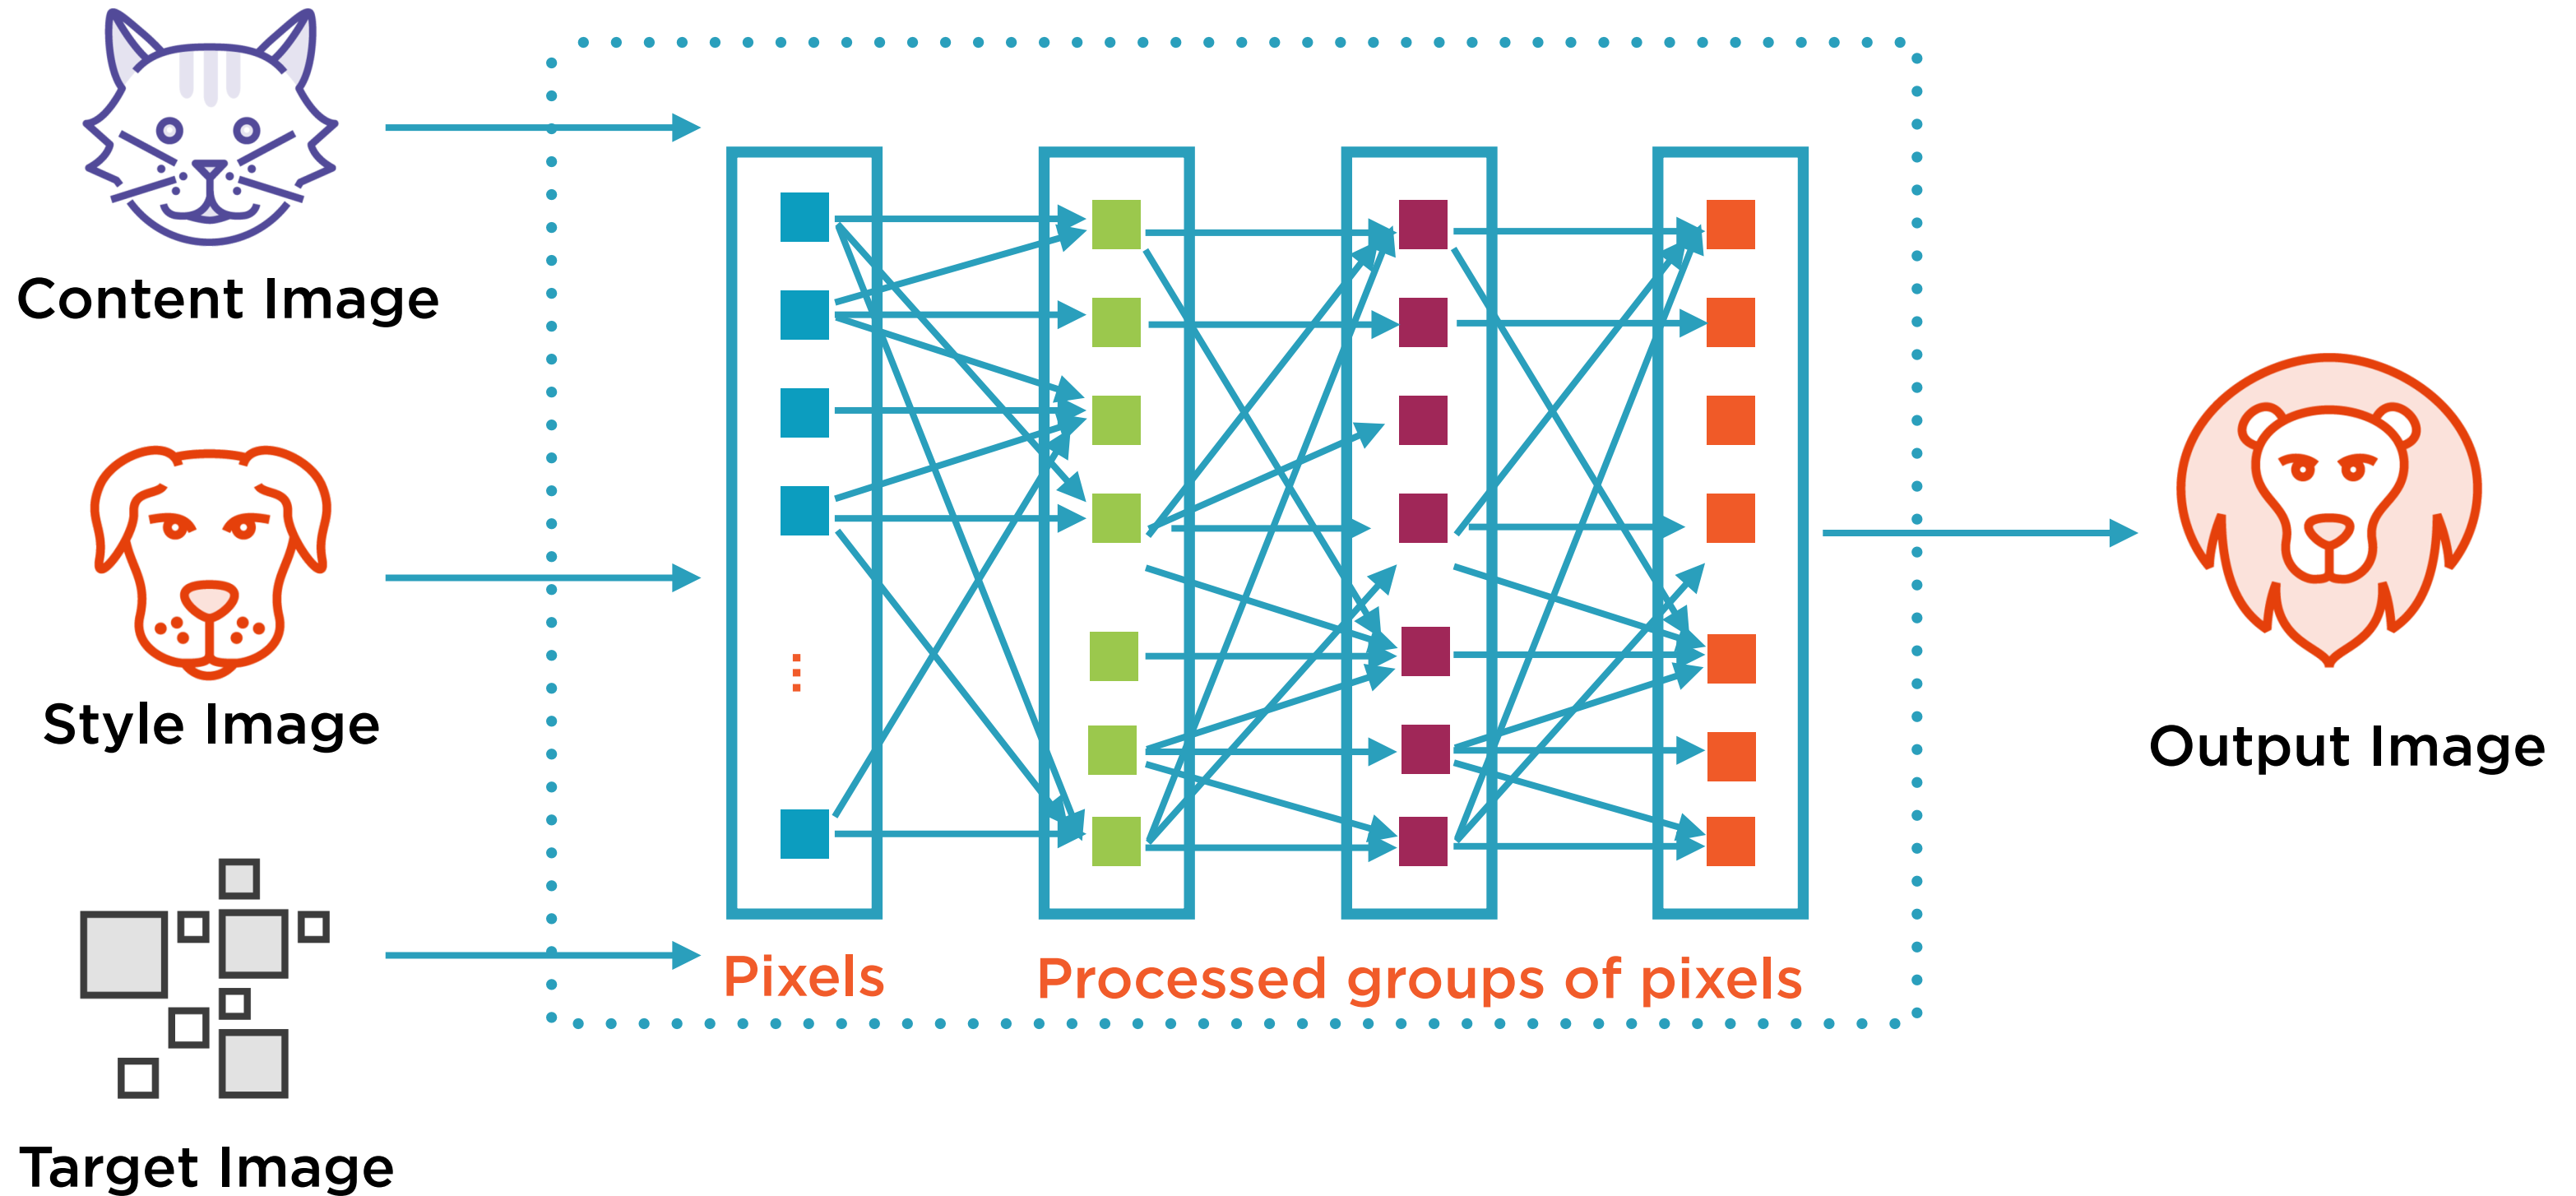 Content Image
Style Image
Target Image
Pixels
Processed groups of pixels
Output Image